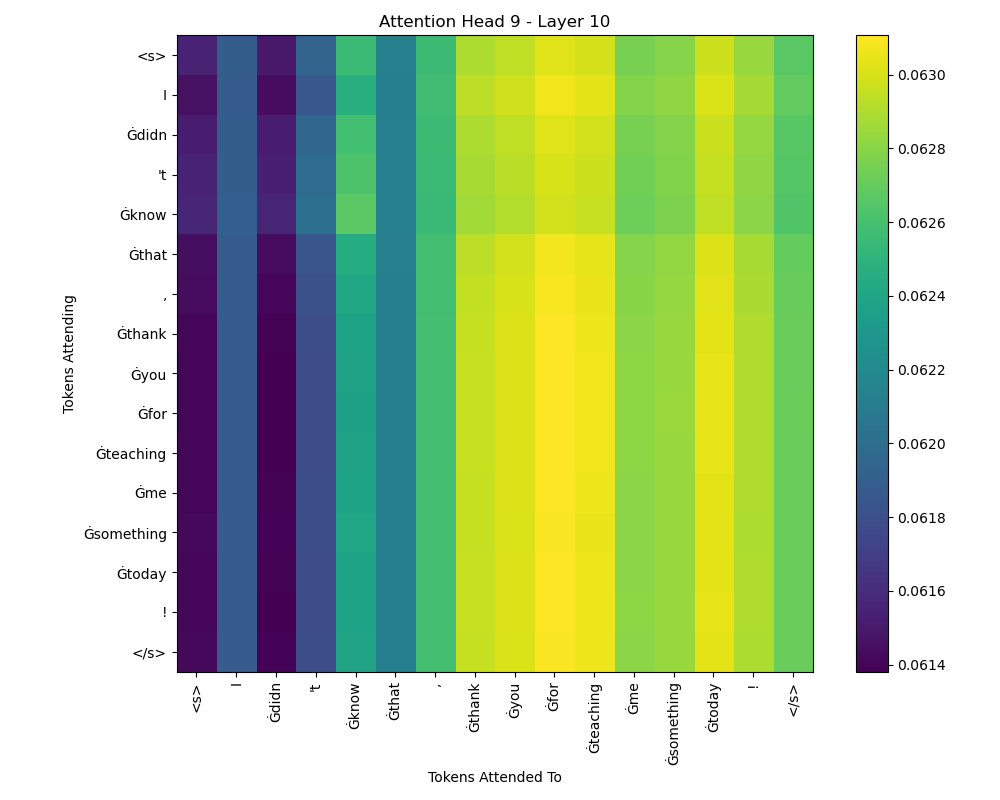 Attention Head 9 - Layer 10
<s>
I
Ġdidn
't
Ġknow
Ġthat
,
Ġthank
Ġyou
Ġfor
Ġteaching
Ġme
Ġsomething
Ġtoday
!
</s>
Tokens Attending
<s>
I
Ġdidn
't
Ġknow
Ġthat
,
Ġthank
Ġyou
Ġfor
Ġteaching
Ġme
Ġsomething
Ġtoday
!
</s>
Tokens Attended To
0.0630
0.0628
0.0626
0.0624
0.0622
0.0620
0.0618
0.0616
0.0614